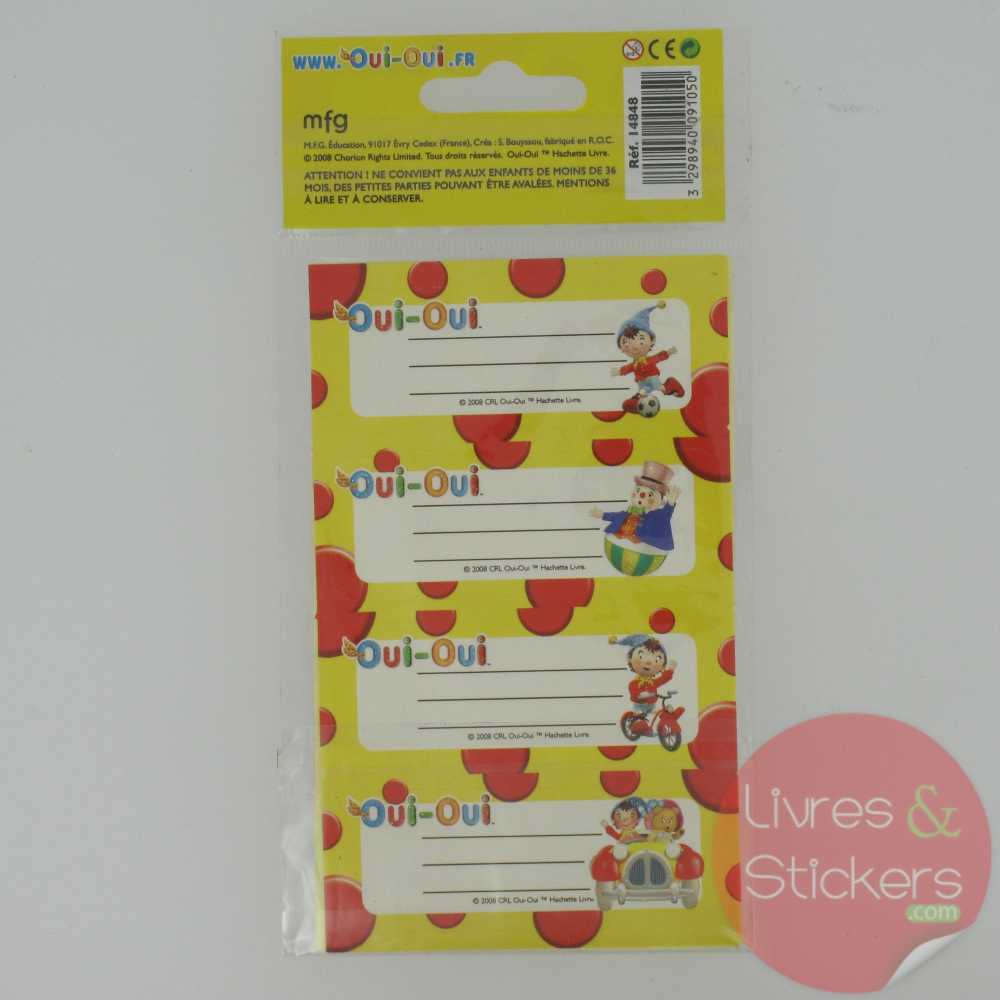 www.Oui-Oui.fr
CE
mfg
M.F.G. Éducation, 91017 Évry Cedex (France), Créa : S. Bouyssou, fabriqué en R.O.C.
© 2008 Chorion Rights Limited. Tous droits réservés. Oui-Oui ™ Hachette Livre.
ATTENTION ! NE CONVIENT PAS AUX ENFANTS DE MOINS DE 36
MOIS, DES PETITES PARTIES POUVANT ÊTRE AVALÉES. MENTIONS
À LIRE ET À CONSERVER.
Réf. 14848
3 298940 091050
Oui-Oui™
© 2008 CRL Oui-Oui ™ Hachette Livre.
Oui-Oui™
© 2008 CRL Oui-Oui ™ Hachette Livre.
Oui-Oui™
© 2008 CRL Oui-Oui ™ Hachette Livre.
Oui-Oui™
© 2008 CRL Oui-Oui ™ Hachette Livre.
Livres &
Stickers
.com